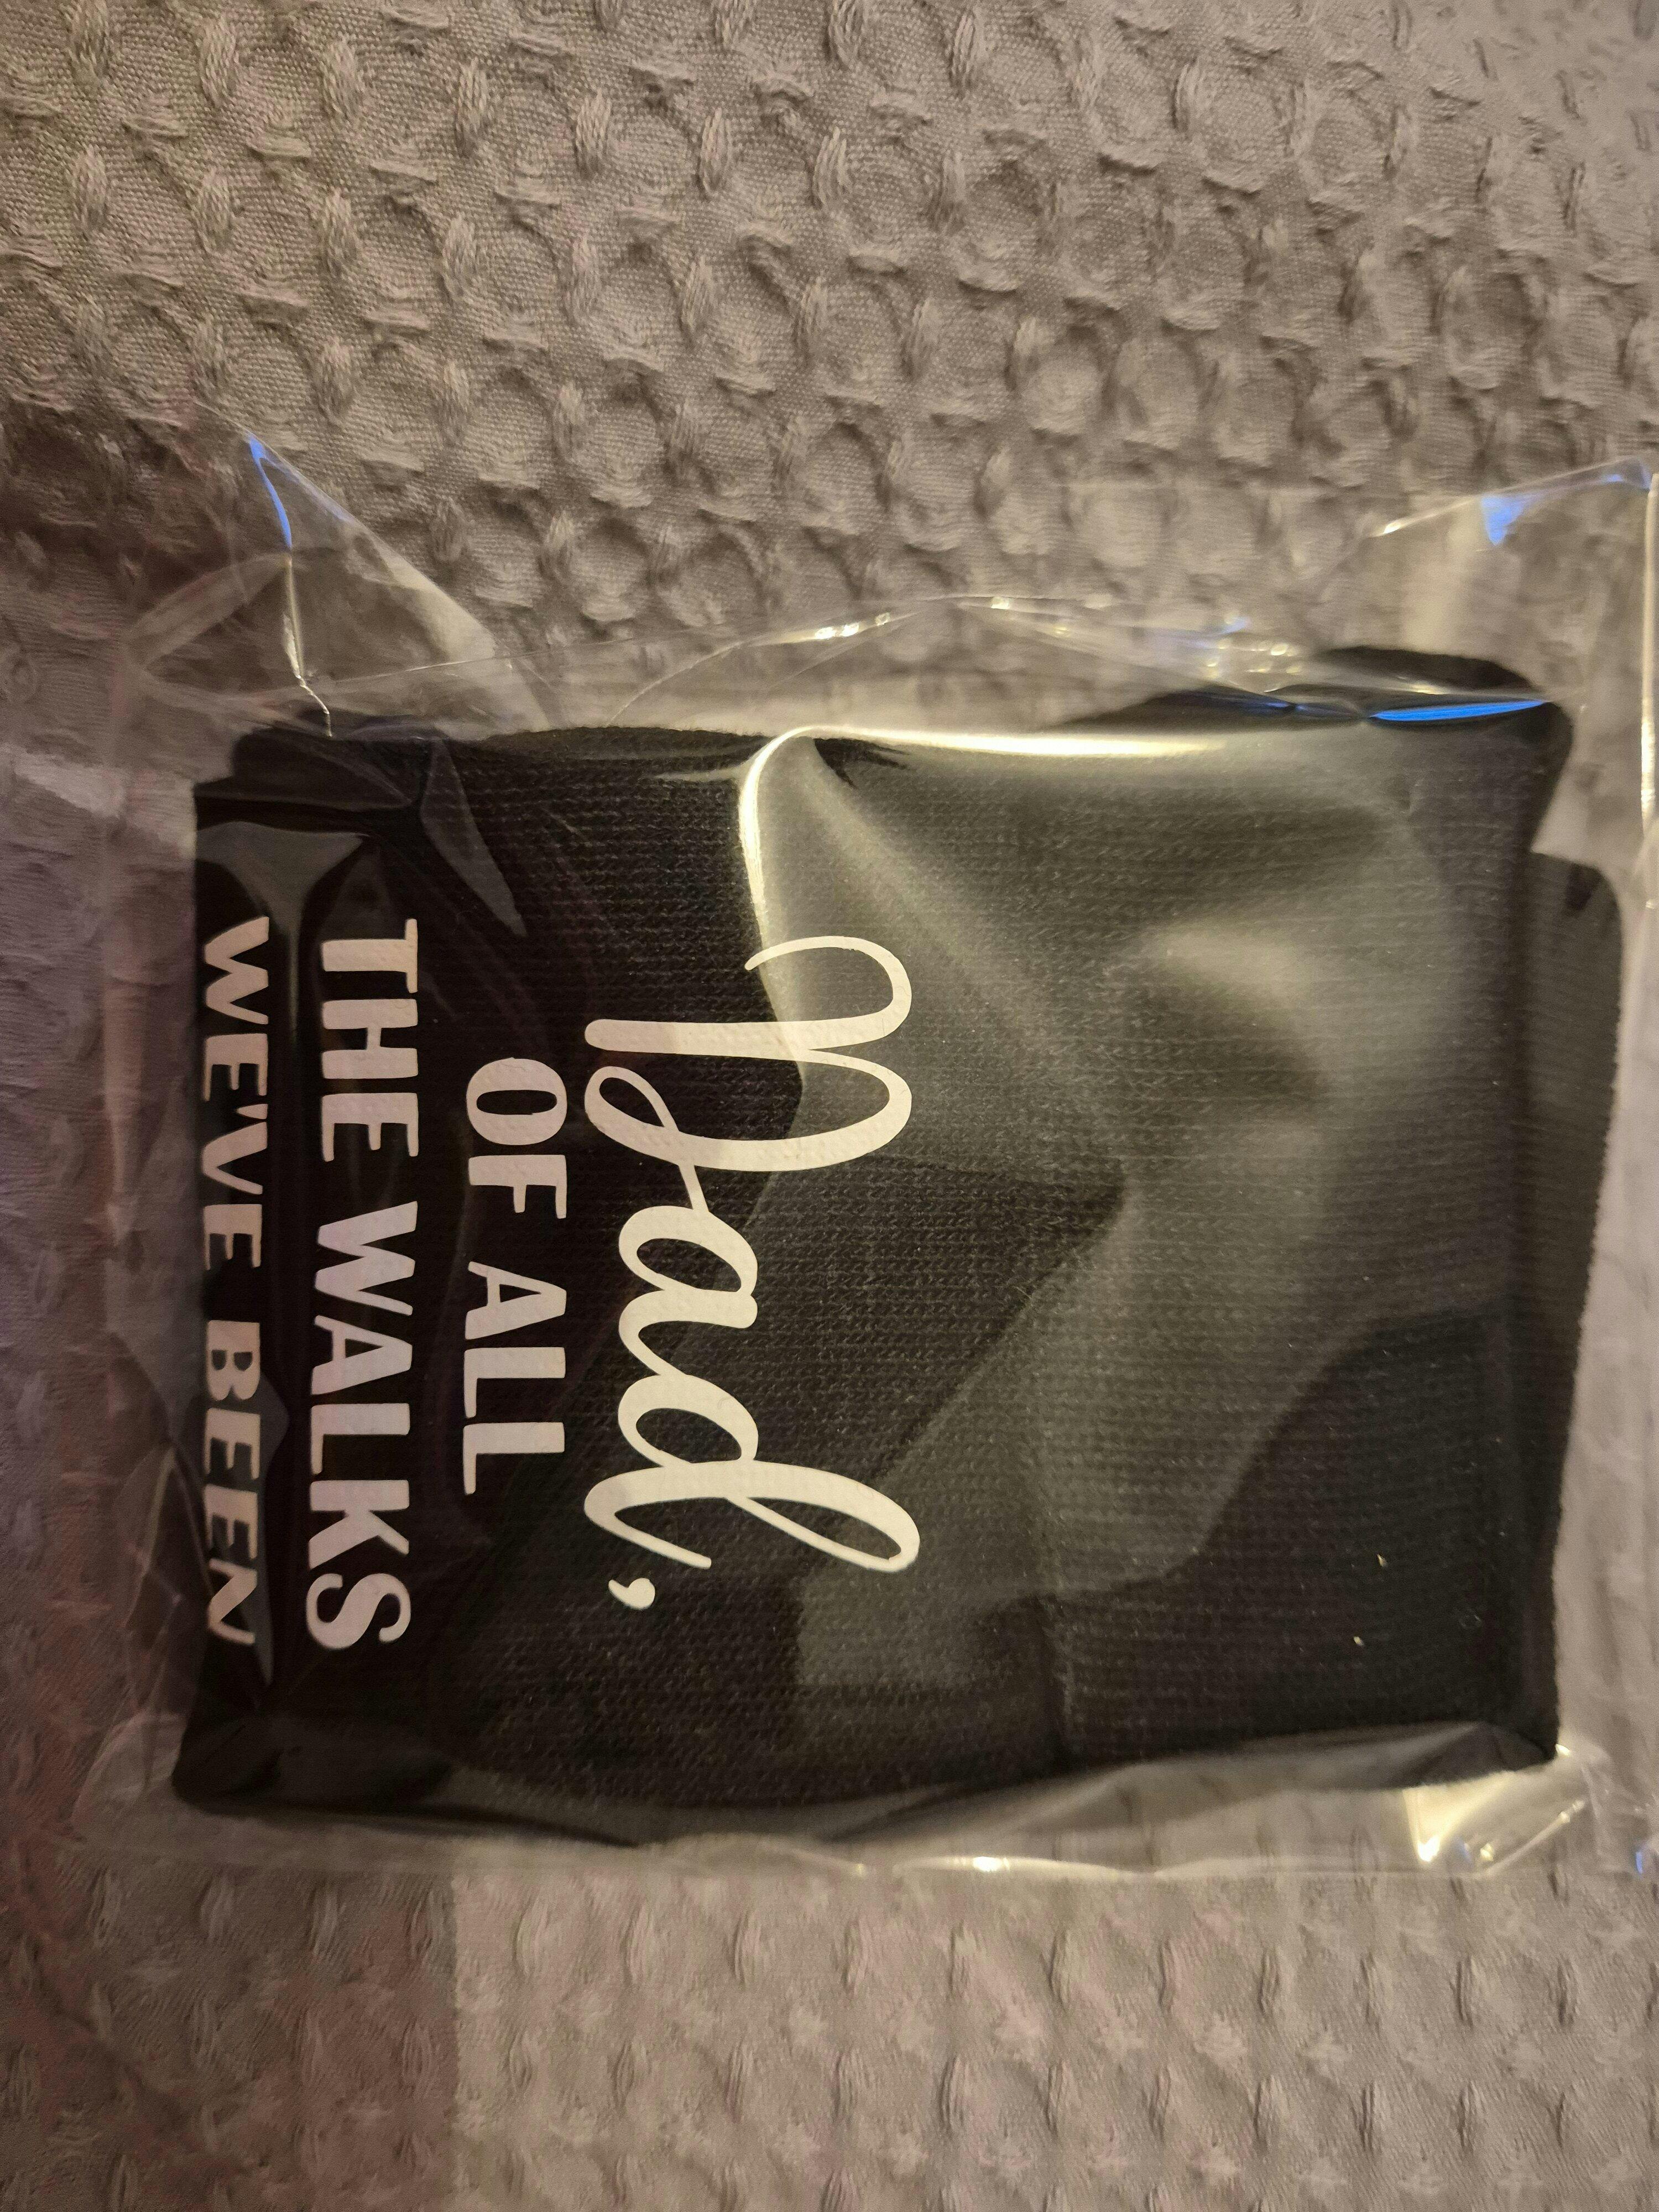 Dad,
OF ALL
THE WALKS
WE'VE BEEN